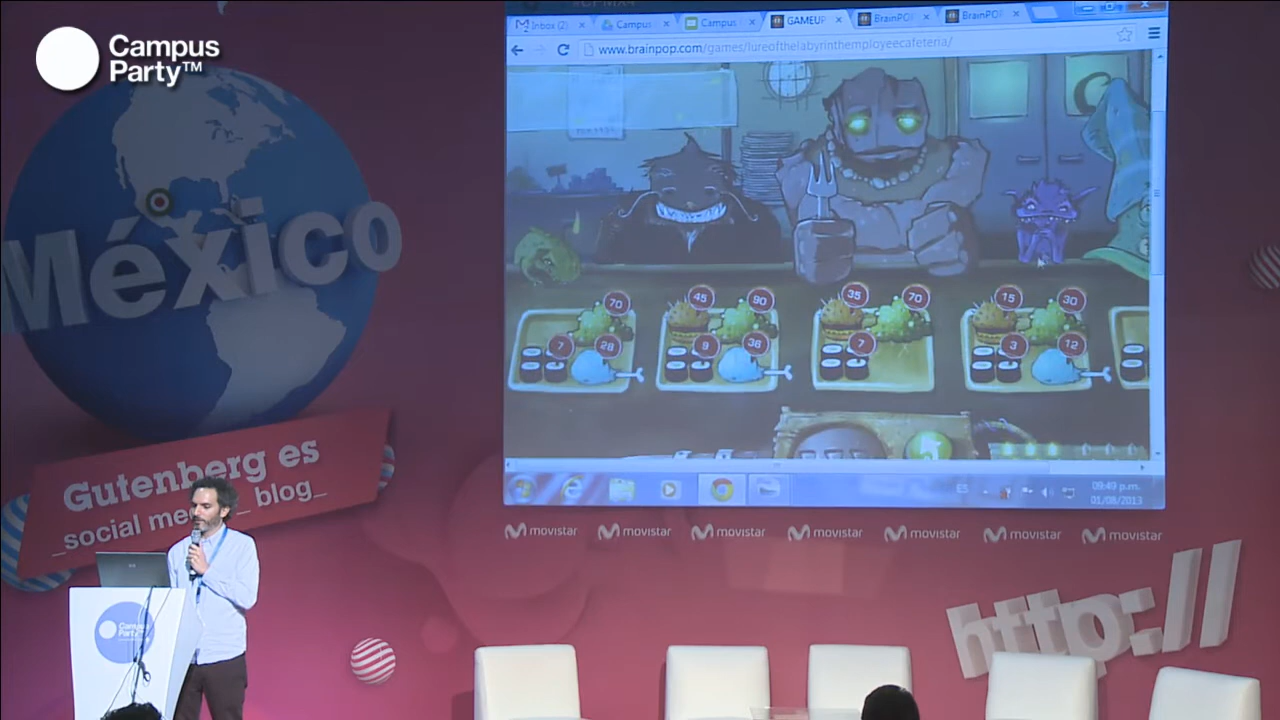 Campus
Party™
México
Gutenberg es
_social me
_blog_
Campus
Party
Inbox (2)
Campus
Campus
GAMEUP
BrainPOP
BrainPOP
www.brainpop.com/games/lureofthelabyrinthemployeecafeteria/
70
7
28
45
90
9
36
35
70
7
15
30
3
12
ES
09:49 p.m.
01/08/2013
movistar
movistar
movistar
movistar
movistar
movistar
movistar
http://